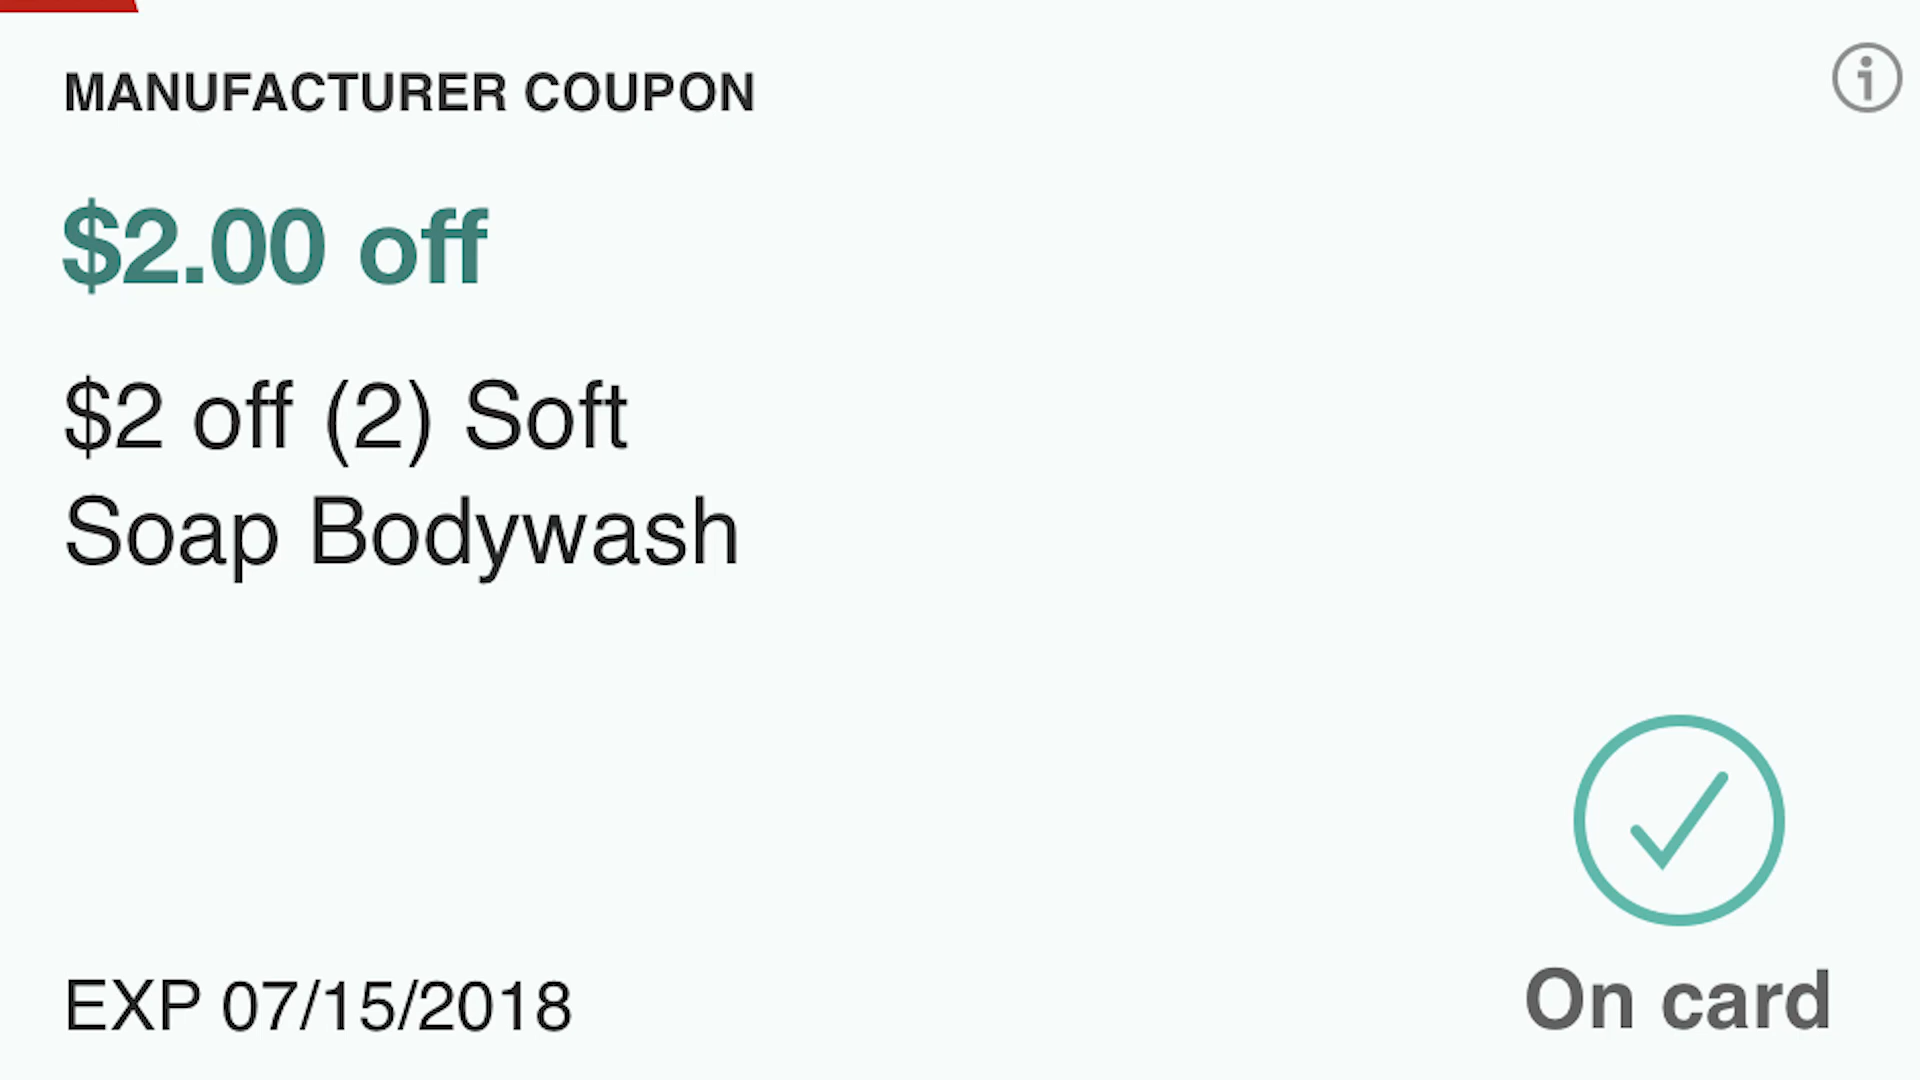 MANUFACTURER COUPON
$2.00 off
$2 off (2) Soft
Soap Bodywash
EXP 07/15/2018
On card